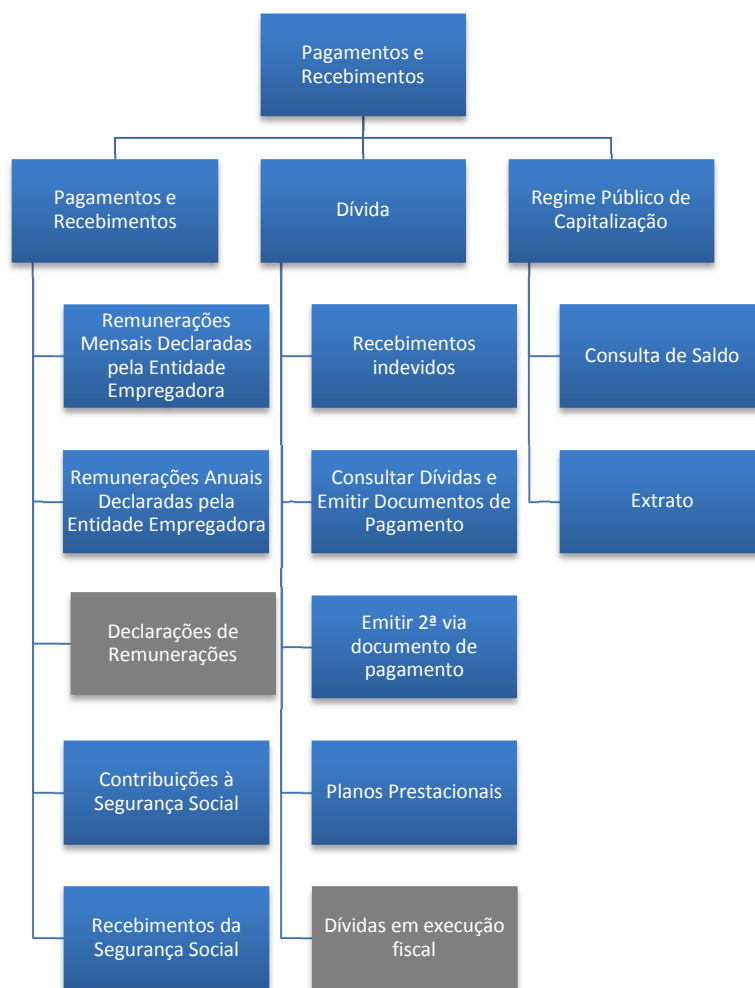 Pagamentos e
Recebimentos
Pagamentos e
Recebimentos
Dívida
Regime Público de
Capitalização
Remunerações
Mensais Declaradas
pela Entidade
Empregadora
Recebimentos
indevidos
Consulta de Saldo
Remunerações Anuais
Declaradas pela
Entidade Empregadora
Consultar Dívidas e
Emitir Documentos de
Pagamento
Extrato
Declarações de
Remunerações
Emitir 2ª via
documento de
pagamento
Contribuições à
Segurança Social
Planos Prestacionais
Recebimentos da
Segurança Social
Dívidas em execução
fiscal